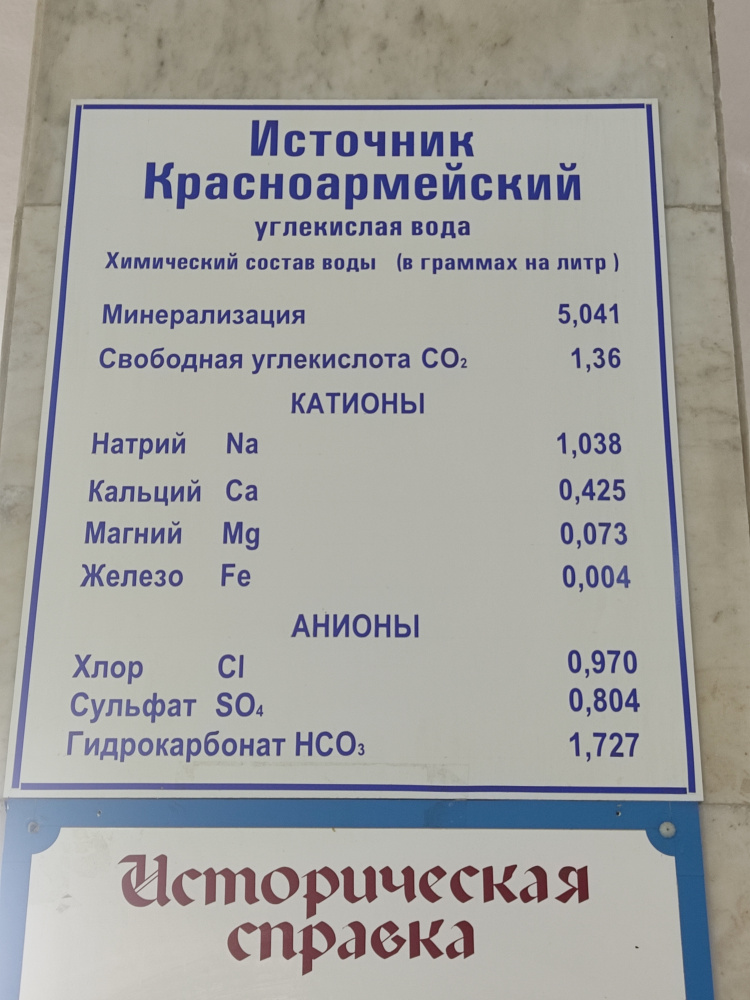 Источник
Красноармейский
углекислая вода
Химический состав воды (в граммах на литр )
Минерализация 5,041
Свободная углекислота CO₂ 1,36
КАТИОНЫ
Натрий Na 1,038
Кальций Ca 0,425
Магний Mg 0,073
Железо Fe 0,004
АНИОНЫ
Хлор Cl 0,970
Сульфат SO₄ 0,804
Гидрокарбонат HCO₃ 1,727
Историческая
справка